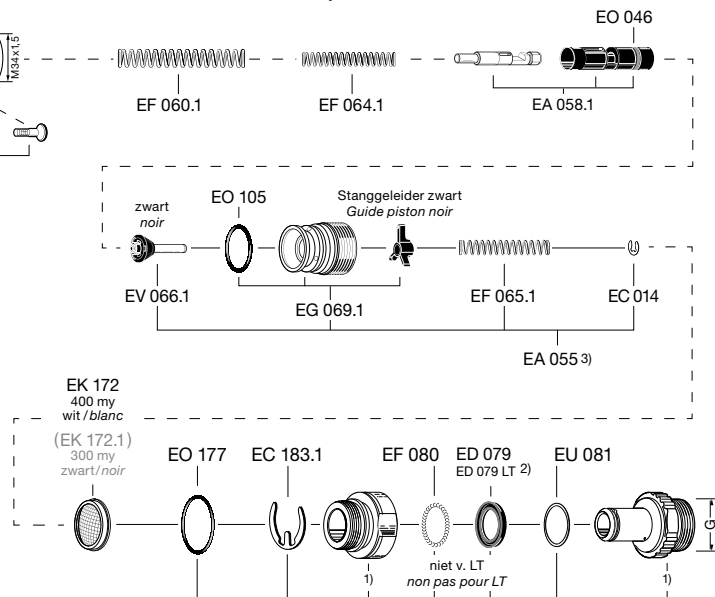 EO 046
M34x1,5
EF 060.1
EF 064.1
EA 058.1
zwart
noir
EO 105
Stanggeleider zwart
Guide piston noir
EV 066.1
EG 069.1
EF 065.1
EC 014
EA 055 3)
EK 172
400 my
wit / blanc
(EK 172.1)
300 my
zwart/noir
EO 177
EC 183.1
EF 080
ED 079
ED 079 LT 2)
EU 081
G
niet v. LT
non pas pour LT
1)
1)